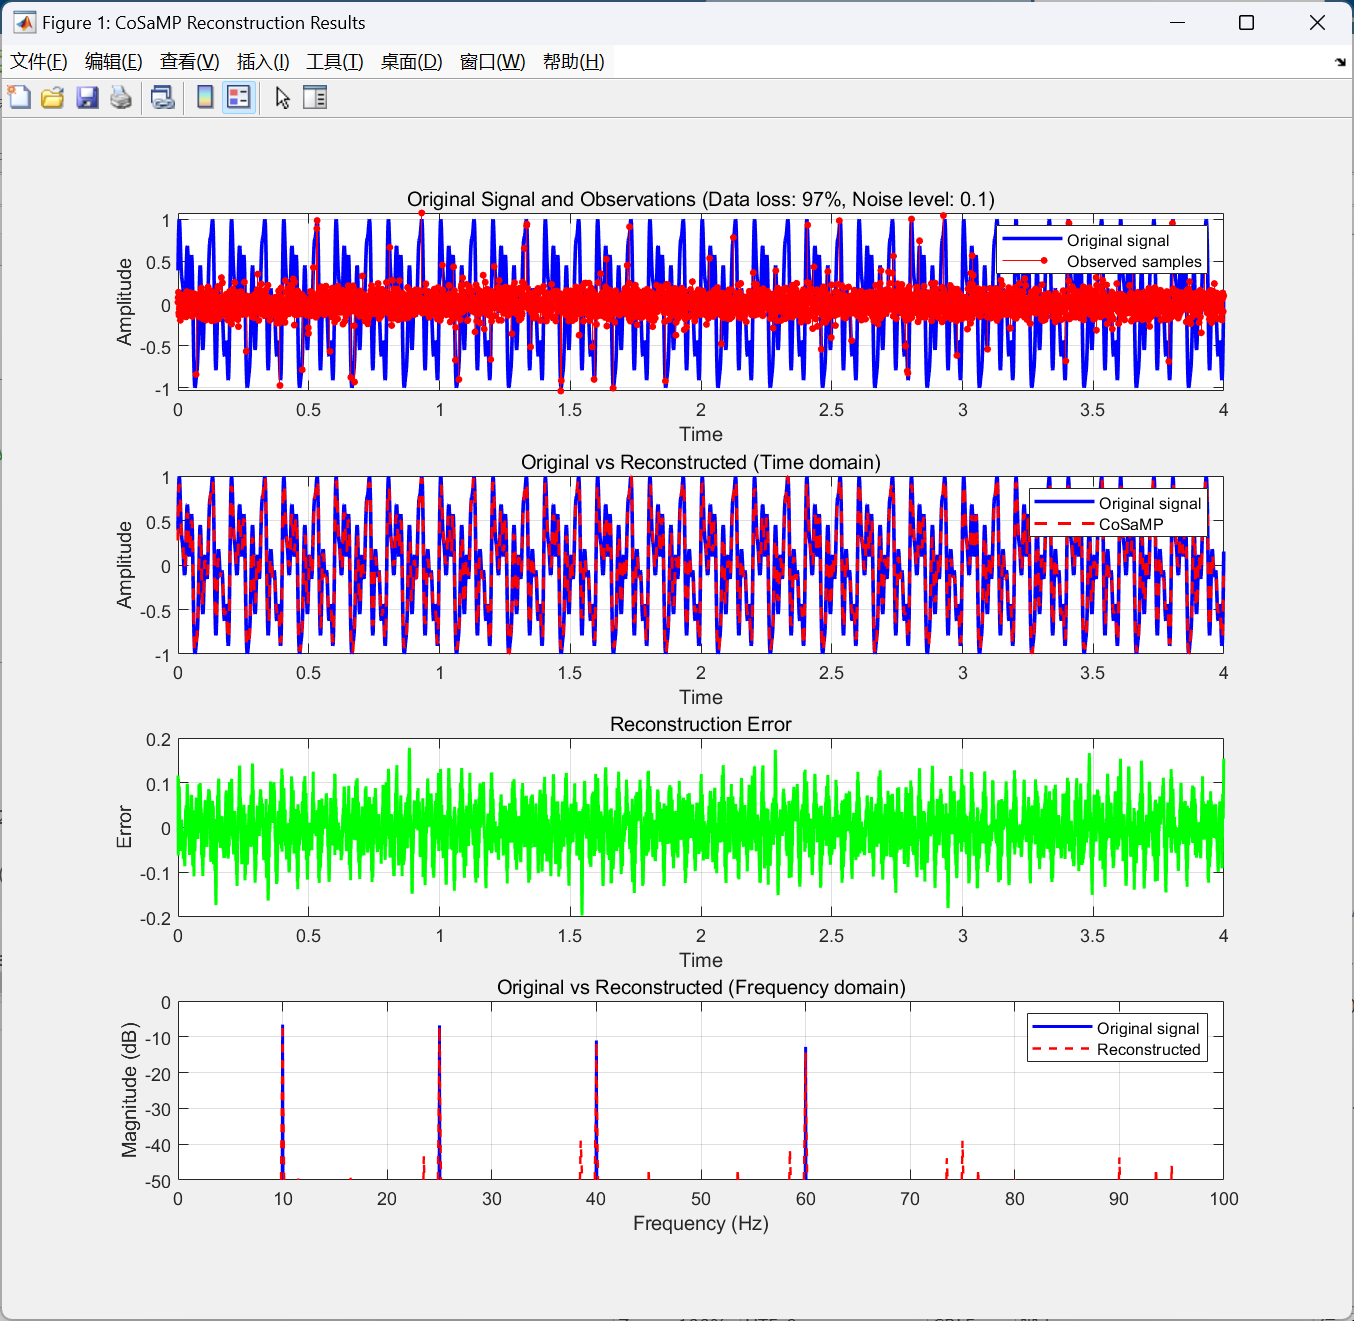 Figure 1: CoSaMP Reconstruction Results
文件(F) 编辑(E) 查看(V) 插入(I) 工具(T) 桌面(D) 窗口(W) 帮助(H)
Original Signal and Observations (Data loss: 97%, Noise level: 0.1)
1
0.5
0
-0.5
-1
Amplitude
Original signal
Observed samples
0 0.5 1 1.5 2 2.5 3 3.5 4
Time
Original vs Reconstructed (Time domain)
1
0.5
0
-0.5
-1
Amplitude
Original signal
CoSaMP
0 0.5 1 1.5 2 2.5 3 3.5 4
Time
Reconstruction Error
0.2
0.1
0
-0.1
-0.2
Error
0 0.5 1 1.5 2 2.5 3 3.5 4
Time
Original vs Reconstructed (Frequency domain)
0
-10
-20
-30
-40
-50
Magnitude (dB)
Original signal
Reconstructed
0 10 20 30 40 50 60 70 80 90 100
Frequency (Hz)